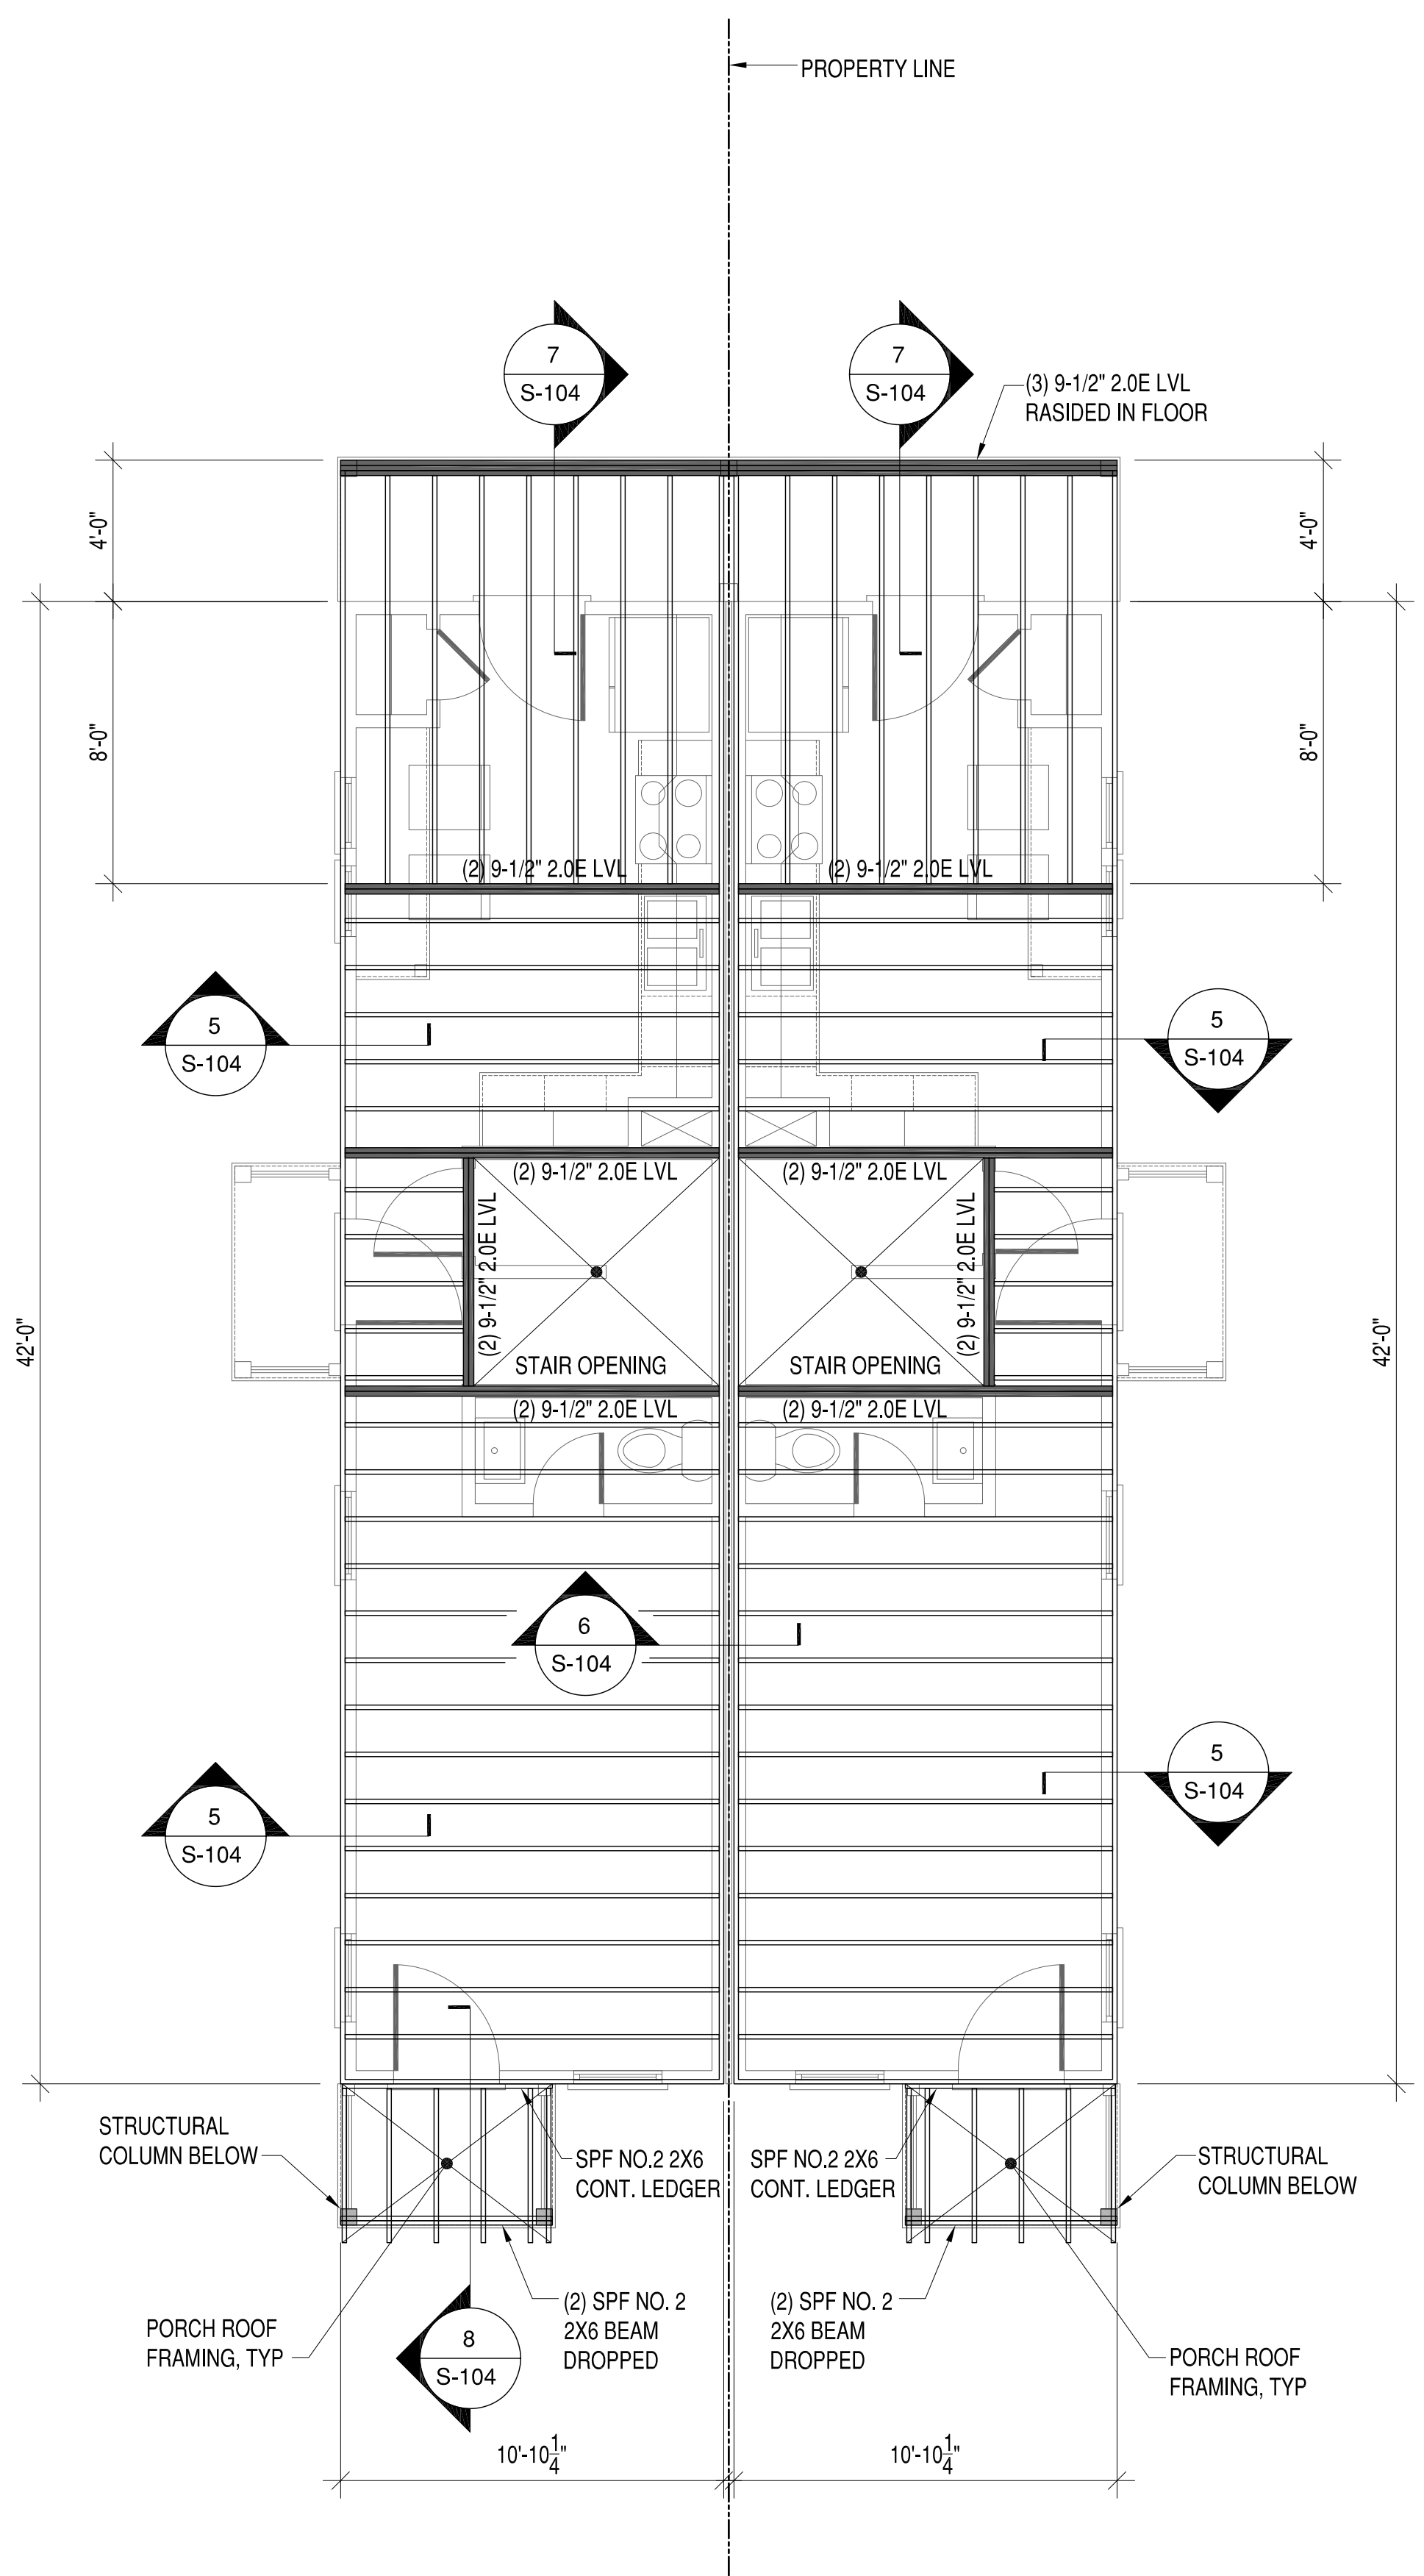 PROPERTY LINE
7
S-104
7
S-104
(3) 9-1/2" 2.0E LVL
RASIDED IN FLOOR
4'-0"
4'-0"
8'-0"
8'-0"
(2) 9-1/2" 2.0E LVL
(2) 9-1/2" 2.0E LVL
5
S-104
5
S-104
(2) 9-1/2" 2.0E LVL
(2) 9-1/2" 2.0E LVL
(2) 9-1/2" 2.0E LVL
(2) 9-1/2" 2.0E LVL
42'-0"
42'-0"
STAIR OPENING
STAIR OPENING
(2) 9-1/2" 2.0E LVL
(2) 9-1/2" 2.0E LVL
6
S-104
5
S-104
5
S-104
STRUCTURAL
COLUMN BELOW
SPF NO.2 2X6
CONT. LEDGER
SPF NO.2 2X6
CONT. LEDGER
STRUCTURAL
COLUMN BELOW
PORCH ROOF
FRAMING, TYP
8
S-104
(2) SPF NO. 2
2X6 BEAM
DROPPED
(2) SPF NO. 2
2X6 BEAM
DROPPED
PORCH ROOF
FRAMING, TYP
10'-10 1/4"
10'-10 1/4"